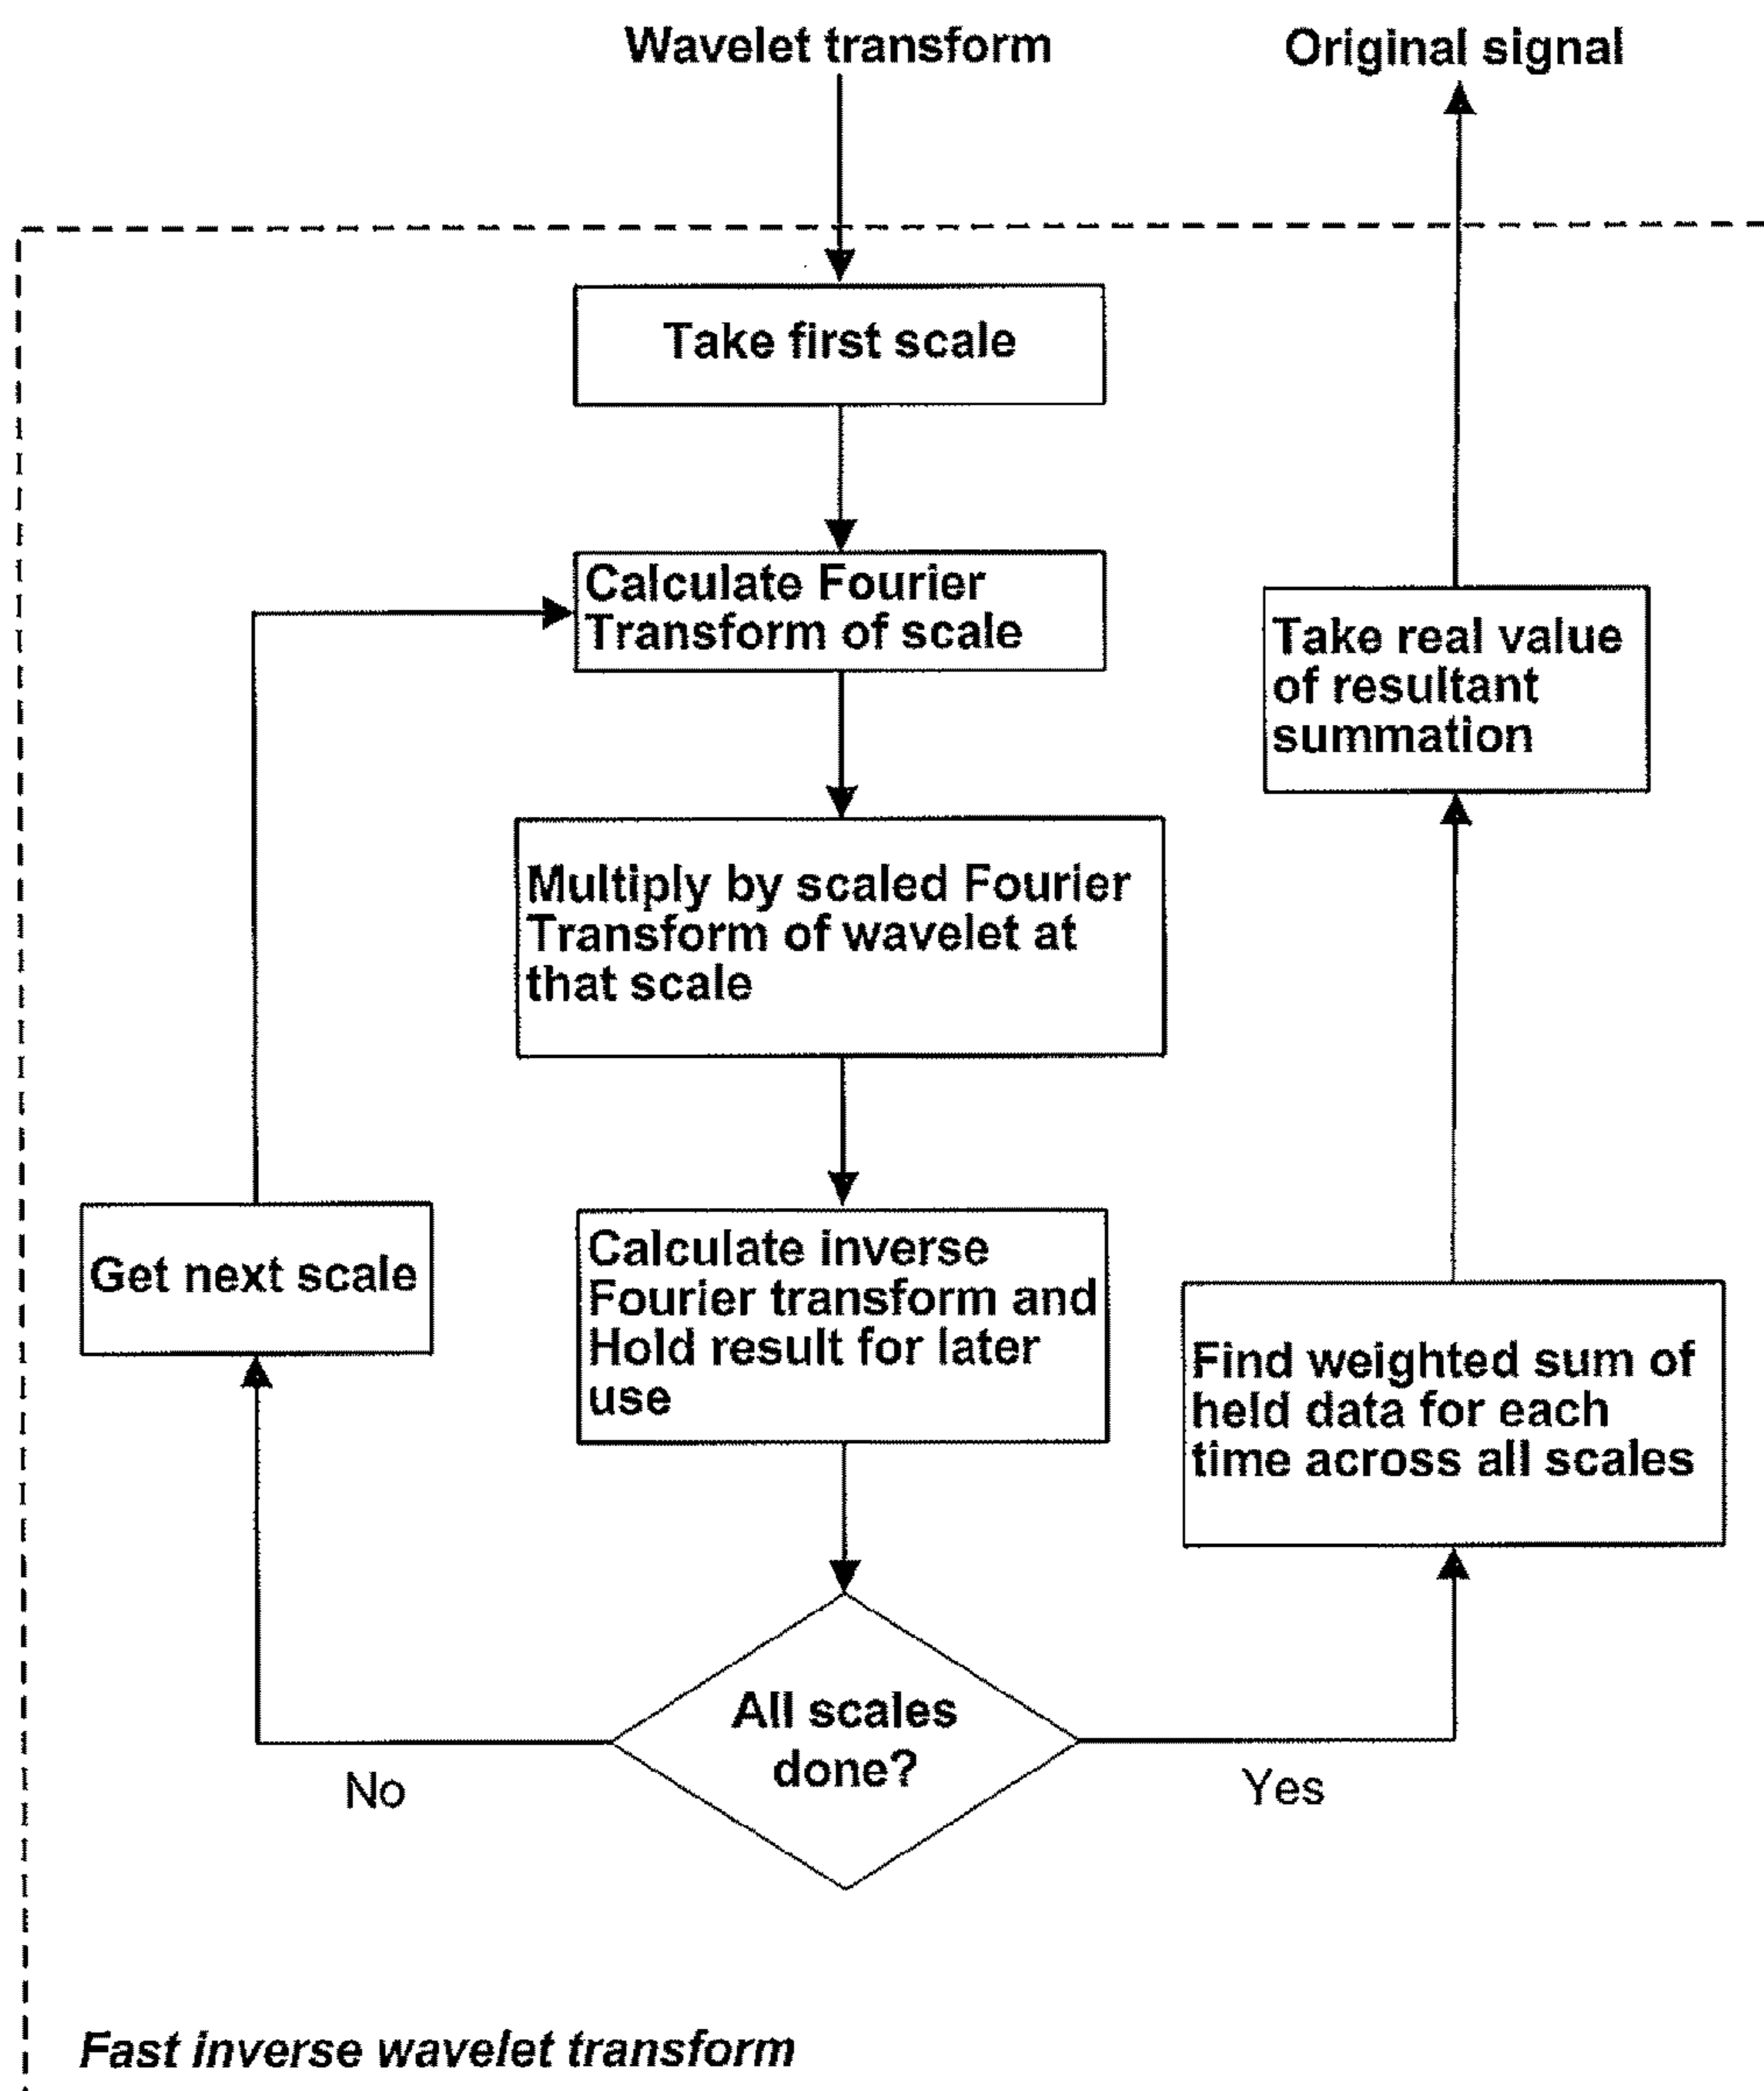 Wavelet transform
Original signal
Take first scale
Calculate Fourier
Transform of scale
Take real value
of resultant
summation
Multiply by scaled Fourier
Transform of wavelet at
that scale
Get next scale
Calculate inverse
Fourier transform and
Hold result for later
use
Find weighted sum of
held data for each
time across all scales
All scales
done?
No
Yes
Fast inverse wavelet transform